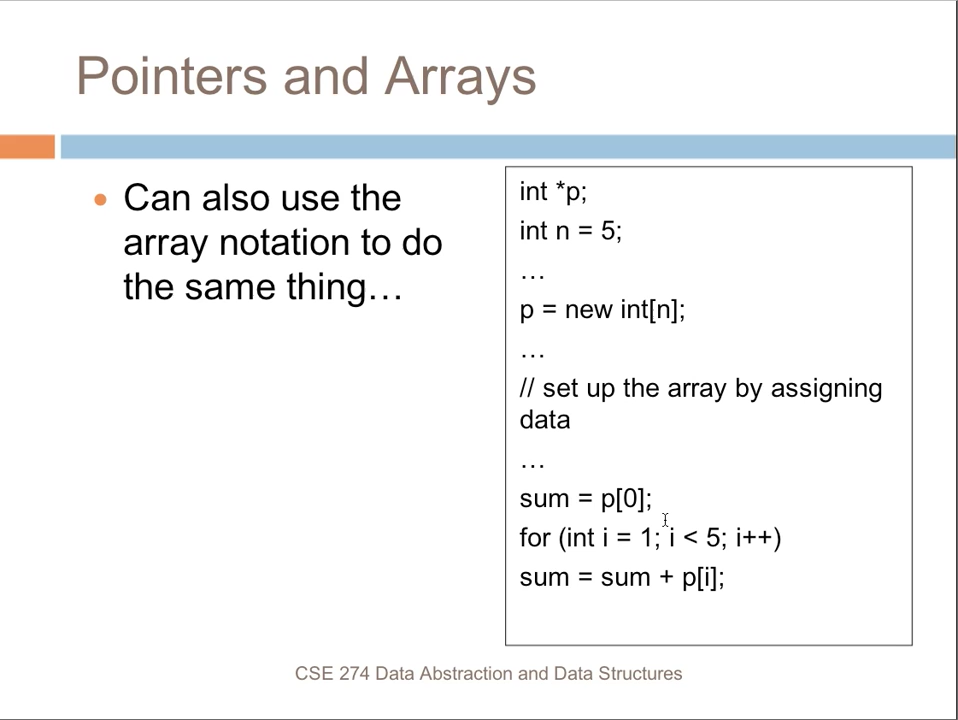 Pointers and Arrays
• Can also use the
array notation to do
the same thing…
int *p;
int n = 5;
…
p = new int[n];
…
// set up the array by assigning
data
…
sum = p[0];
for (int i = 1; i < 5; i++)
sum = sum + p[i];
CSE 274 Data Abstraction and Data Structures